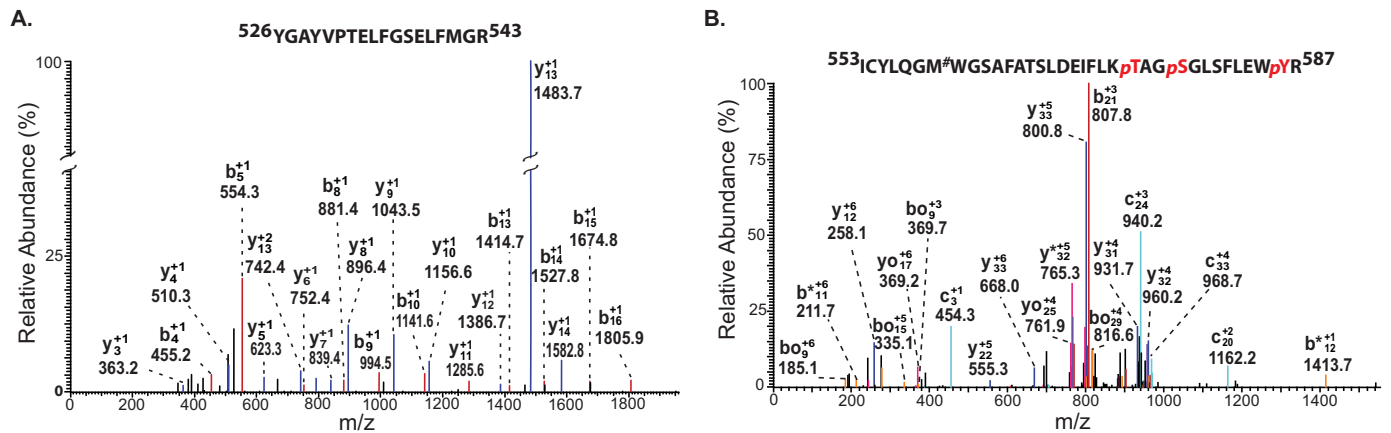 A.
526YGAYVPTELFGSELFMGR543
Relative Abundance (%)
100
25
0
y13+1
1483.7
b5+1
554.3
b8+1
881.4
y9+1
1043.5
b13+1
1414.7
b15+1
1674.8
y13+2
742.4
y6+1
752.4
y8+1
896.4
y10+1
1156.6
b14+1
1527.8
y4+1
510.3
b10+1
1141.6
y12+1
1386.7
b16+1
1805.9
y3+1
363.2
b4+1
455.2
y5+1
623.3
y7+1
839.4
b9+1
994.5
y11+1
1285.6
y14+1
1582.8
0 200 400 600 800 1000 1200 1400 1600 1800
m/z
B.
553ICYLQGM#WGSAFATSLDEIFLKpTAGpSGLSFLEWpYR587
Relative Abundance (%)
100
75
50
25
0
y33+5
800.8
b21+3
807.8
y12+6
258.1
bo9+3
369.7
c24+3
940.2
yo17+6
369.2
y*32+5
765.3
y31+4
931.7
b*11+6
211.7
c3+1
454.3
y33+6
668.0
y32+4
960.2
c33+4
968.7
bo15+5
335.1
yo24+5
761.9
bo29+4
816.6
bo9+6
185.1
y22+5
555.3
c20+2
1162.2
b*12+1
1413.7
0 200 400 600 800 1000 1200 1400
m/z